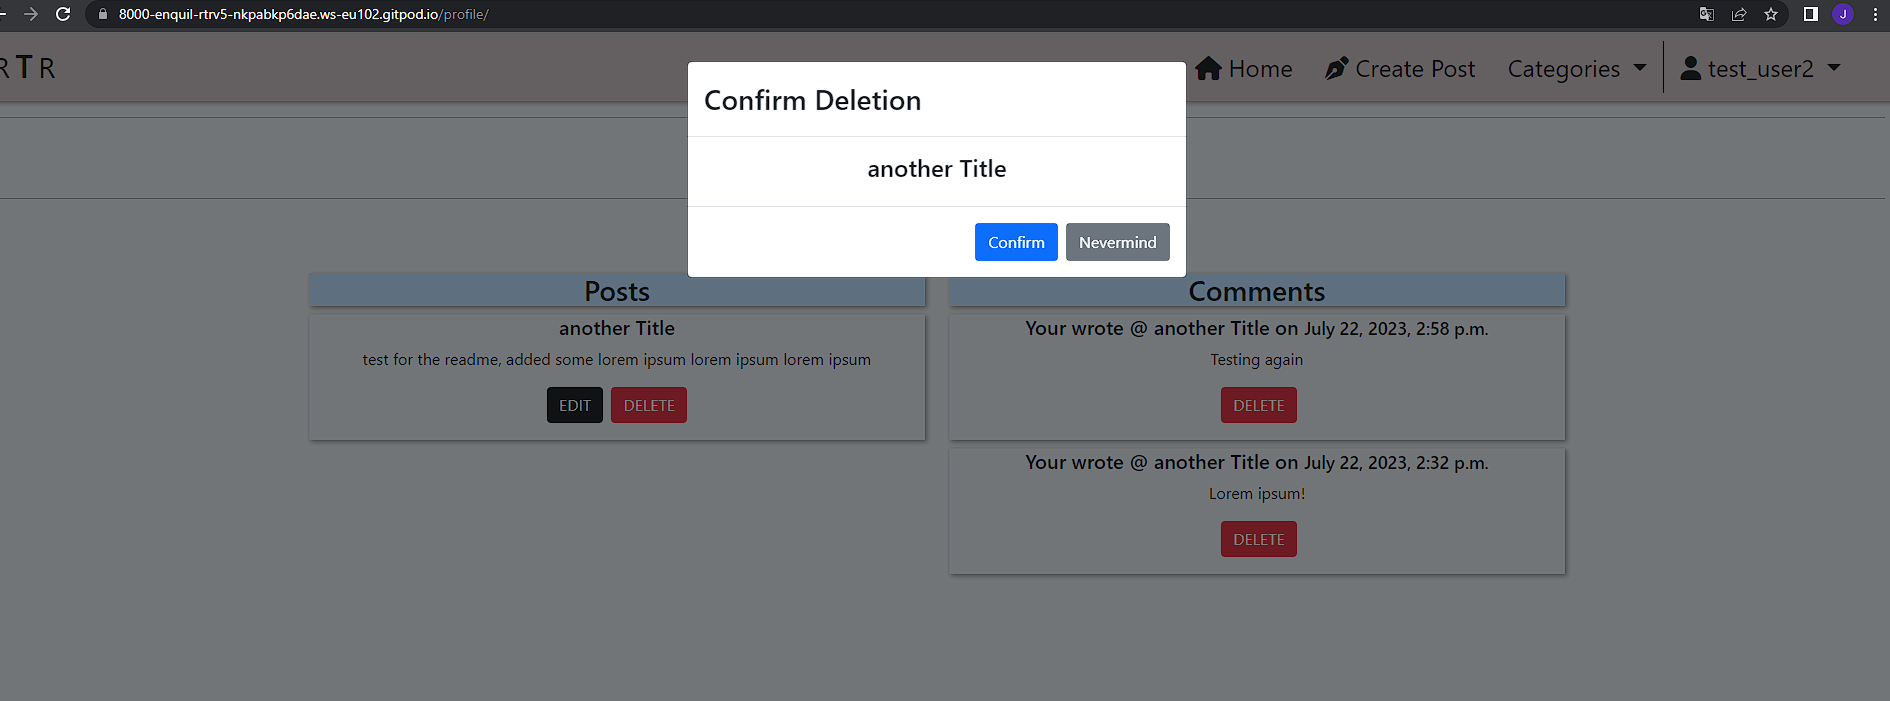 8000-enquil-rtrv5-nkpabkp6dae.ws-eu102.gitpod.io/profile/
J
R T R
Home
Create Post
Categories
test_user2
Confirm Deletion
another Title
Confirm
Nevermind
Posts
another Title
test for the readme, added some lorem ipsum lorem ipsum lorem ipsum
EDIT
DELETE
Comments
Your wrote @ another Title on July 22, 2023, 2:58 p.m.
Testing again
DELETE
Your wrote @ another Title on July 22, 2023, 2:32 p.m.
Lorem ipsum!
DELETE